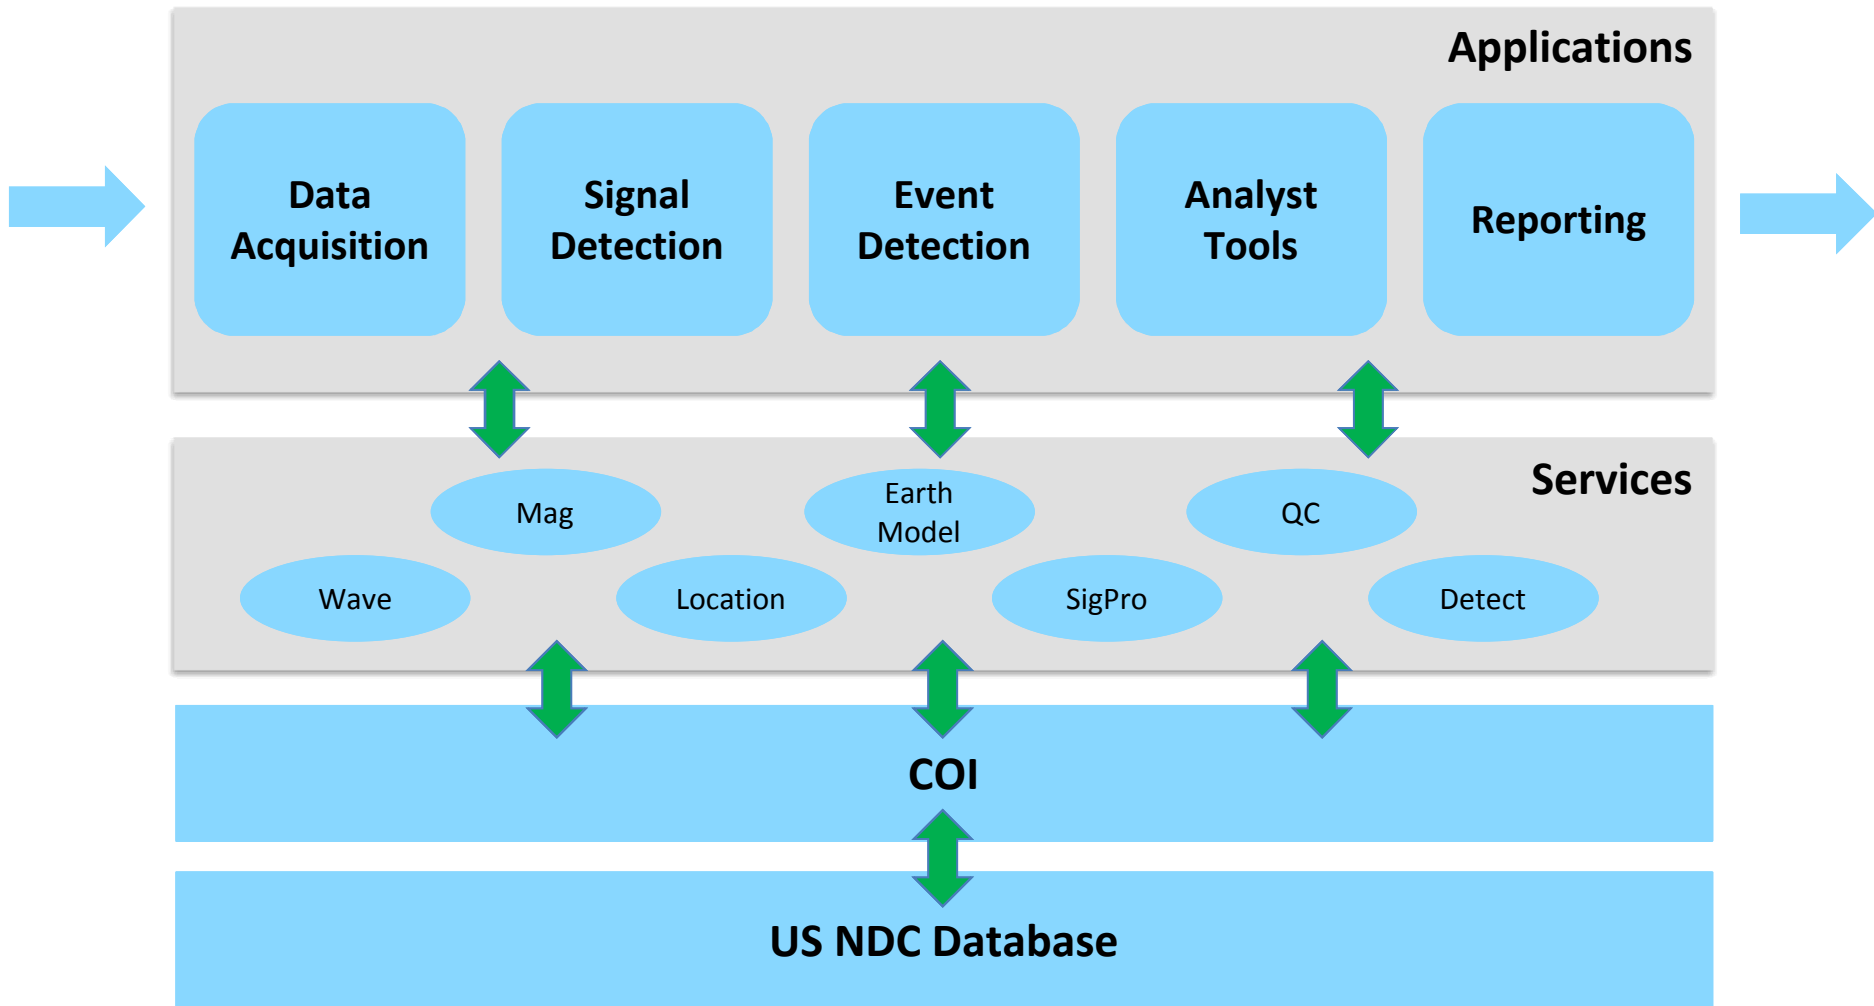 Applications
Data
Acquisition
Signal
Detection
Event
Detection
Analyst
Tools
Reporting
Services
Mag
Earth
Model
QC
Wave
Location
SigPro
Detect
COI
US NDC Database